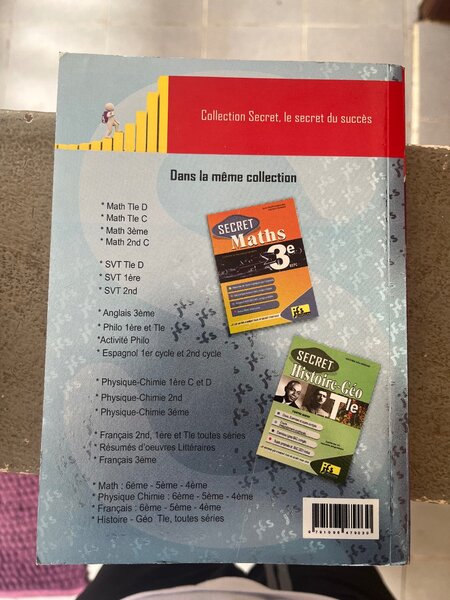 Collection Secret, le secret du succès
Dans la même collection
* Math Tle D
* Math Tle C
* Math 3ème
* Math 2nd C
* SVT Tle D
* SVT 1ère
* SVT 2nd
* Anglais 3ème
* Philo 1ère et Tle
*Activité Philo
* Espagnol 1er cycle et 2nd cycle
* Physique-Chimie 1ère C et D
* Physique-Chimie 2nd
* Physique-Chimie 3éme
* Français 2nd, 1ère et Tle toutes séries
* Résumés d'oeuvres Littéraires
* Français 3ème
* Math : 6ème - 5ème - 4ème
* Physique Chimie : 6ème - 5ème - 4ème
* Français : 6ème - 5ème - 4ème
* Histoire - Géo Tle, toutes séries
SECRET
Maths
3e
jfs
SECRET
Histoire-Géo
Tle
jfs
9791096479039